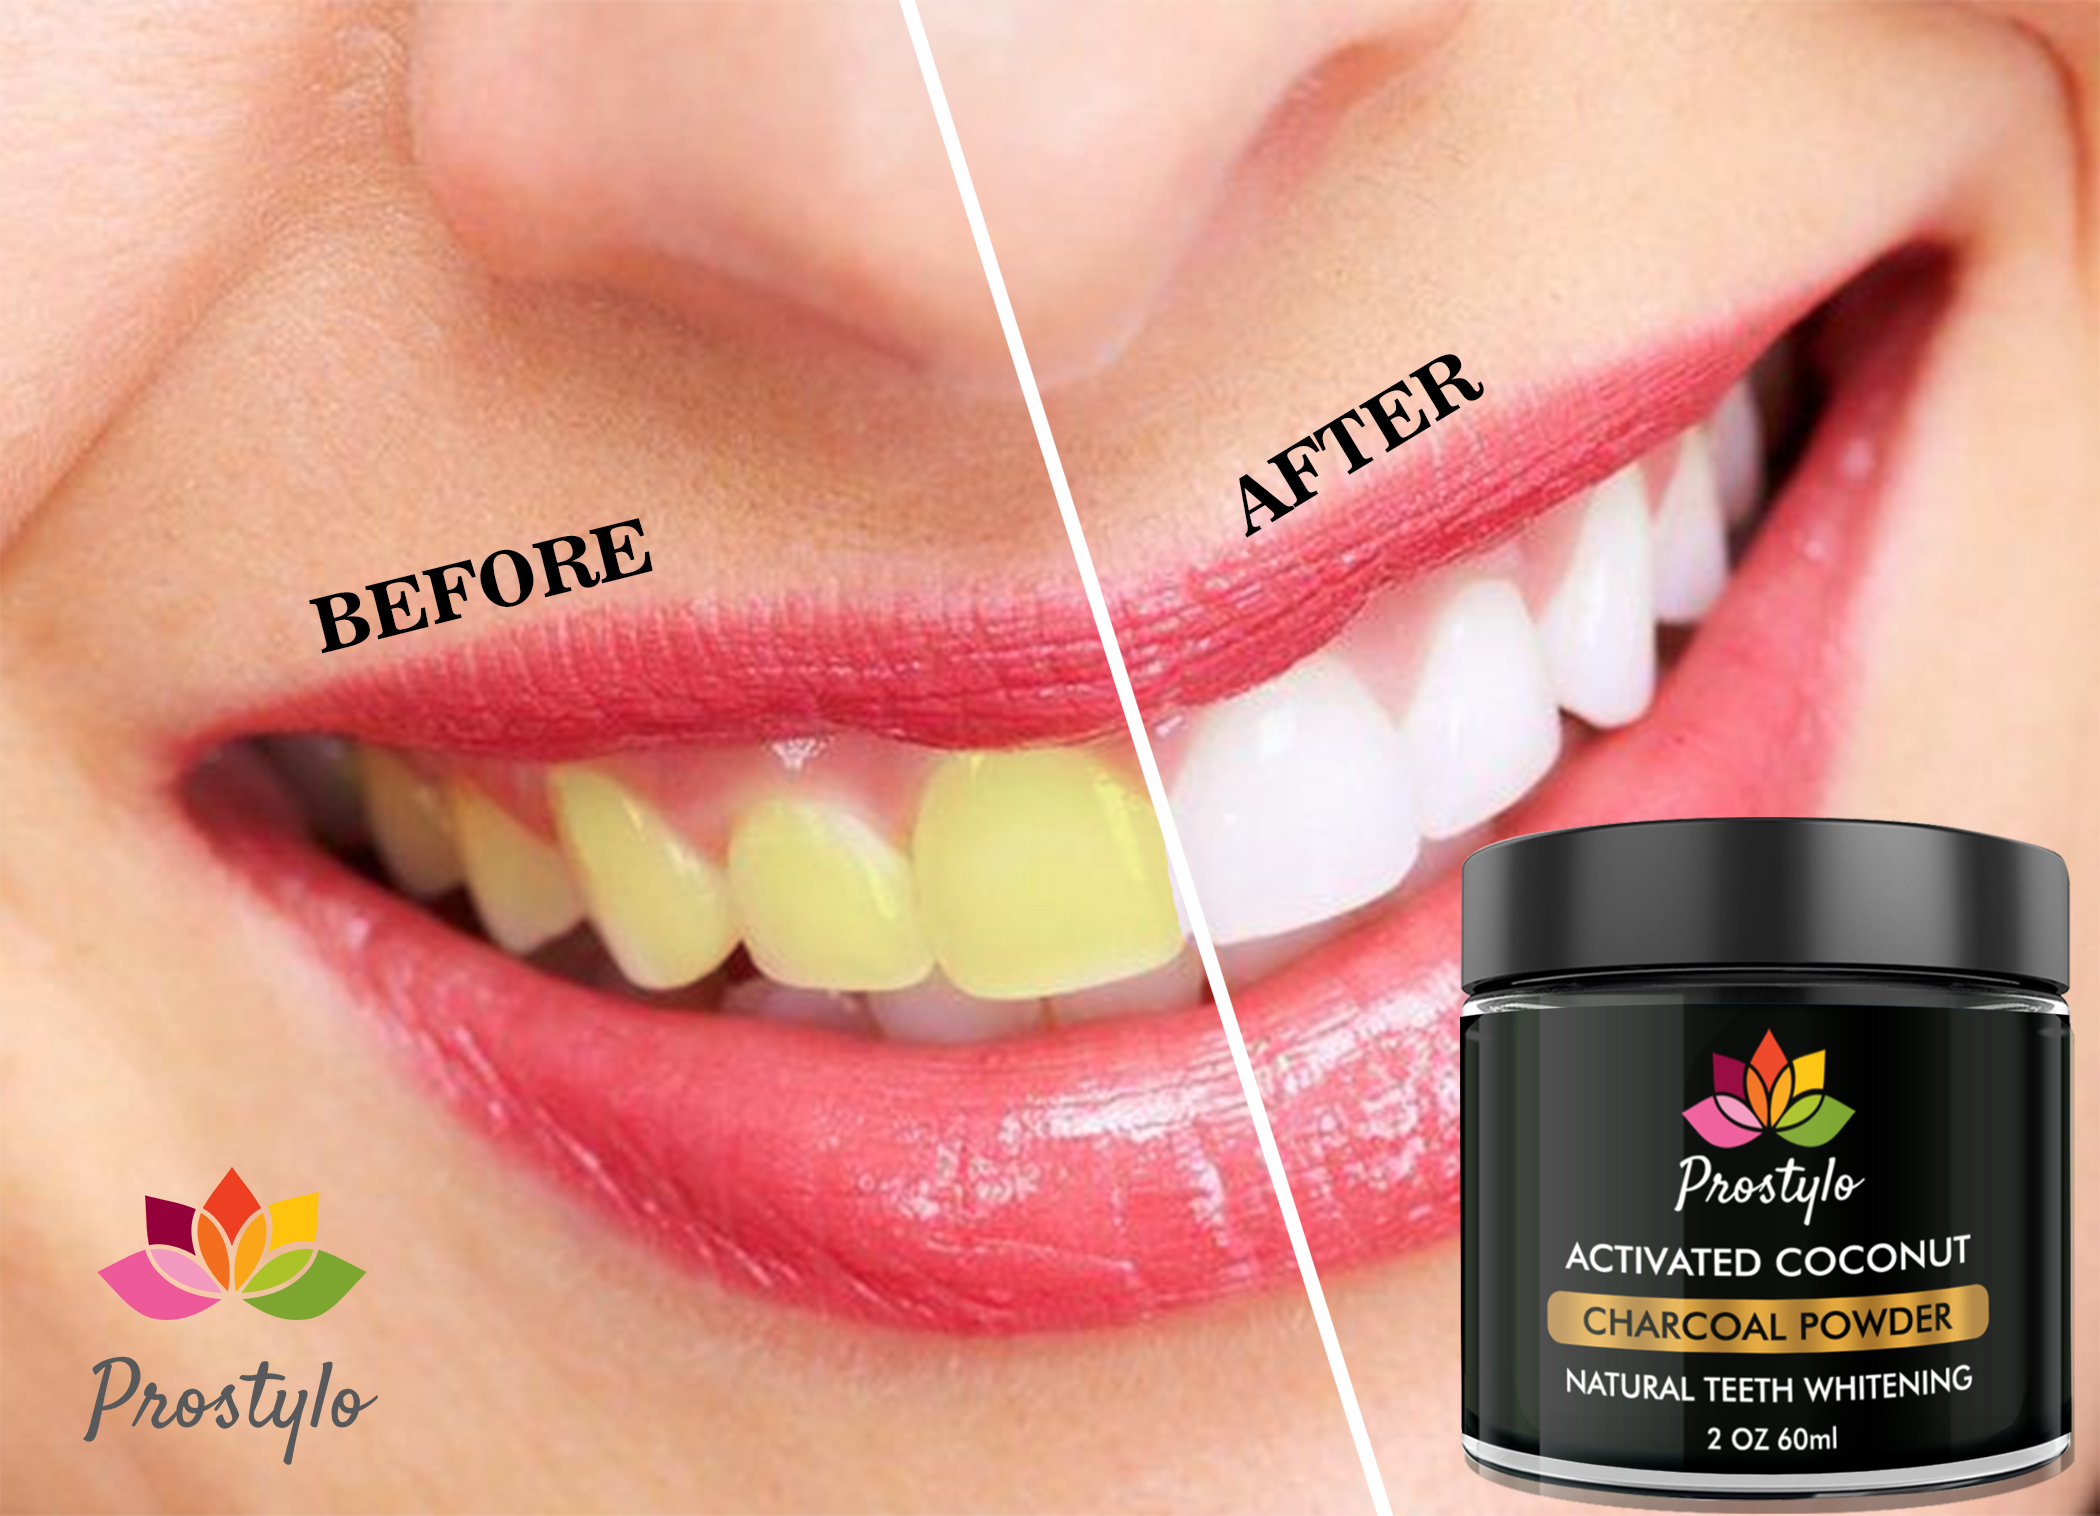 BEFORE
AFTER
Prostylo
Prostylo
ACTIVATED COCONUT
CHARCOAL POWDER
NATURAL TEETH WHITENING
2 OZ 60ml